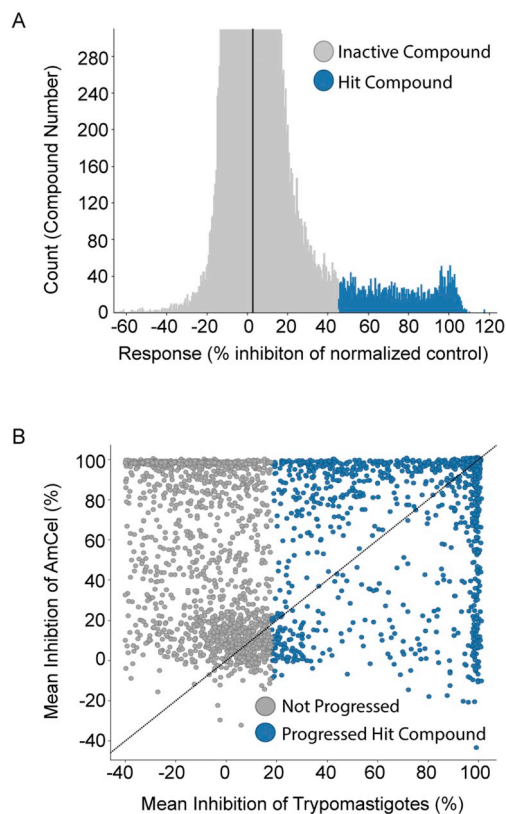 A
Inactive Compound
Hit Compound
Count (Compound Number)
280
240
200
160
120
80
40
0
-60 -40 -20 0 20 40 60 80 100 120
Response (% inhibiton of normalized control)
B
Mean Inhibtion of AmCel (%)
100
80
60
40
20
0
-20
-40
Not Progressed
Progressed Hit Compound
-40 -20 0 20 40 60 80 100
Mean Inhibition of Trypomastigotes (%)